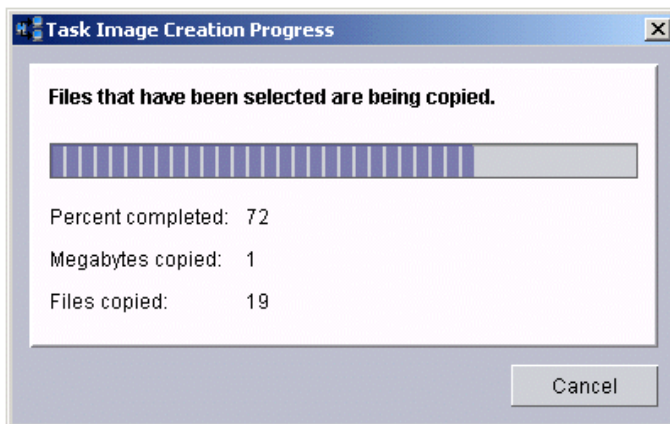 Task Image Creation Progress
Files that have been selected are being copied.
Percent completed: 72
Megabytes copied: 1
Files copied: 19
Cancel